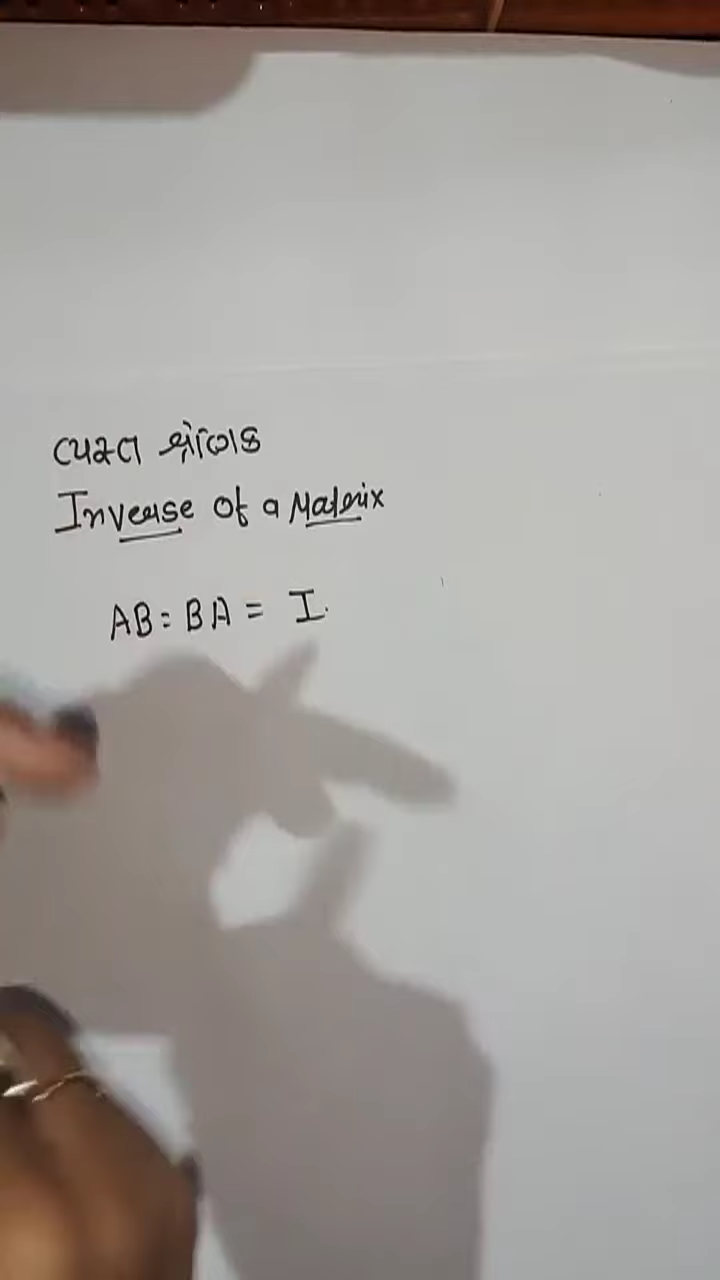 વ્યસ્ત શ્રેણિક
Inverse of a Matrix
AB = BA = I.